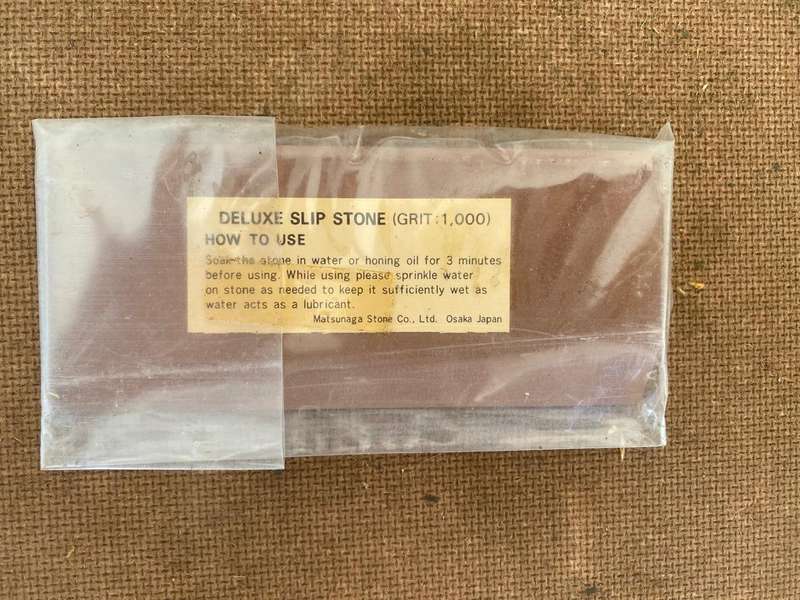 DELUXE SLIP STONE (GRIT:1,000)
HOW TO USE
Soak the stone in water or honing oil for 3 minutes
before using. While using please sprinkle water
on stone as needed to keep it sufficiently wet as
water acts as a lubricant.
Matsunaga Stone Co., Ltd. Osaka Japan